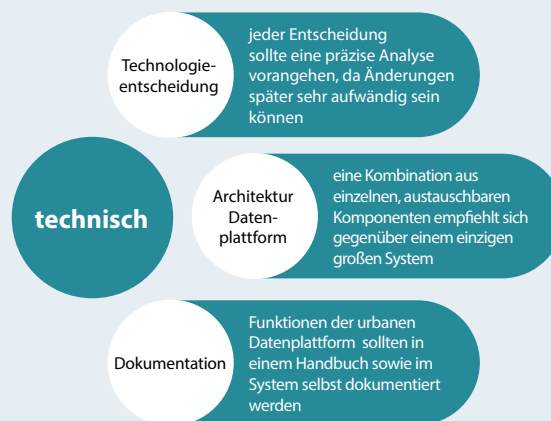 Technologie-
entscheidung
jeder Entscheidung
sollte eine präzise Analyse
vorangehen, da Änderungen
später sehr aufwändig sein
können
technisch
Architektur
Daten-
plattform
eine Kombination aus
einzelnen, austauschbaren
Komponenten empfiehlt sich
gegenüber einem einzigen
großen System
Dokumentation
Funktionen der urbanen
Datenplattform sollten in
einem Handbuch sowie im
System selbst dokumentiert
werden